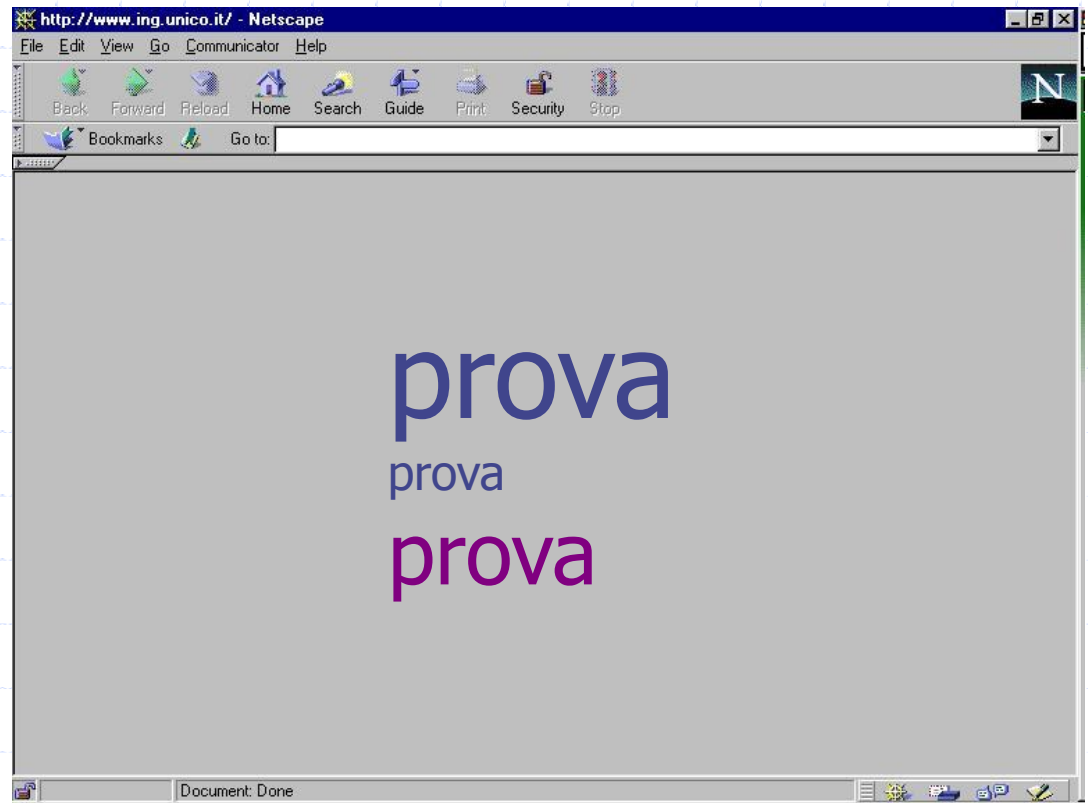 http://www.ing.unico.it/ - Netscape
File Edit View Go Communicator Help
Back Forward Reload Home Search Guide Print Security Stop
N
Bookmarks Go to:
prova
prova
prova
Document: Done